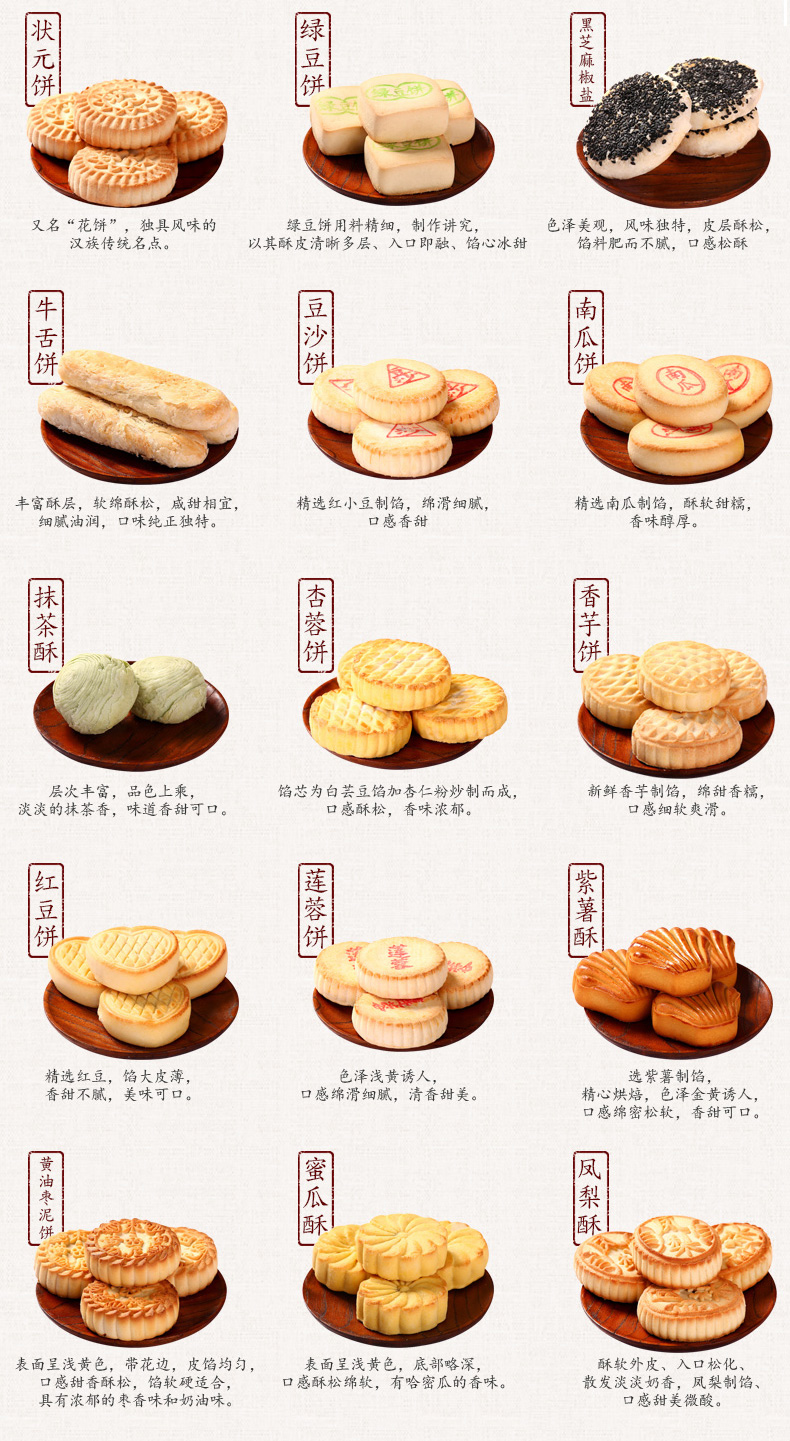 状元饼
又名“花饼”，独具风味的
汉族传统名点。
绿豆饼
绿豆饼
绿豆饼用料精细，制作讲究，
以其酥皮清晰多层、入口即融、馅心冰甜
黑芝麻椒盐
色泽美观，风味独特，皮层酥松，
馅料肥而不腻，口感松酥
牛舌饼
丰富酥层，软绵酥松，咸甜相宜，
细腻油润，口味纯正独特。
豆沙饼
精选红小豆制馅，绵滑细腻，
口感香甜
南瓜饼
南瓜
南瓜
精选南瓜制馅，酥软甜糯，
香味醇厚。
抹茶酥
层次丰富，品色上乘，
淡淡的抹茶香，味道香甜可口。
杏蓉饼
馅芯为白芸豆馅加杏仁粉炒制而成，
口感酥松，香味浓郁。
香芋饼
新鲜香芋制馅，绵甜香糯，
口感细软爽滑。
红豆饼
精选红豆，馅大皮薄，
香甜不腻，美味可口。
莲蓉饼
莲蓉
色泽浅黄诱人，
口感绵滑细腻，清香甜美。
紫薯酥
选紫薯制馅，
精心烘焙，色泽金黄诱人，
口感绵密松软，香甜可口。
黄油枣泥饼
表面呈浅黄色，带花边，皮馅均匀，
口感甜香酥松，馅软硬适合，
具有浓郁的枣香味和奶油味。
蜜瓜酥
表面呈浅黄色，底部略深，
口感酥松绵软，有哈密瓜的香味。
凤梨酥
酥软外皮、入口松化、
散发淡淡奶香，凤梨制馅、
口感甜美微酸。